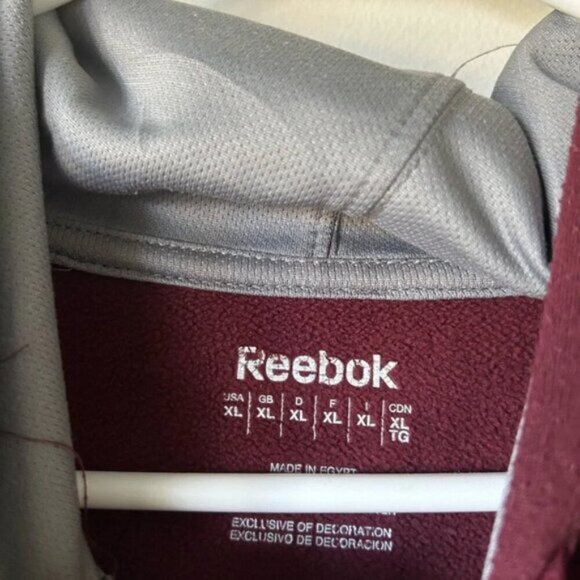 Reebok
USA GB D F I CDN
XL XL XL XL XL XL
TG
MADE IN EGYPT
EXCLUSIVE OF DECORATION
EXCLUSIVO DE DECORACION